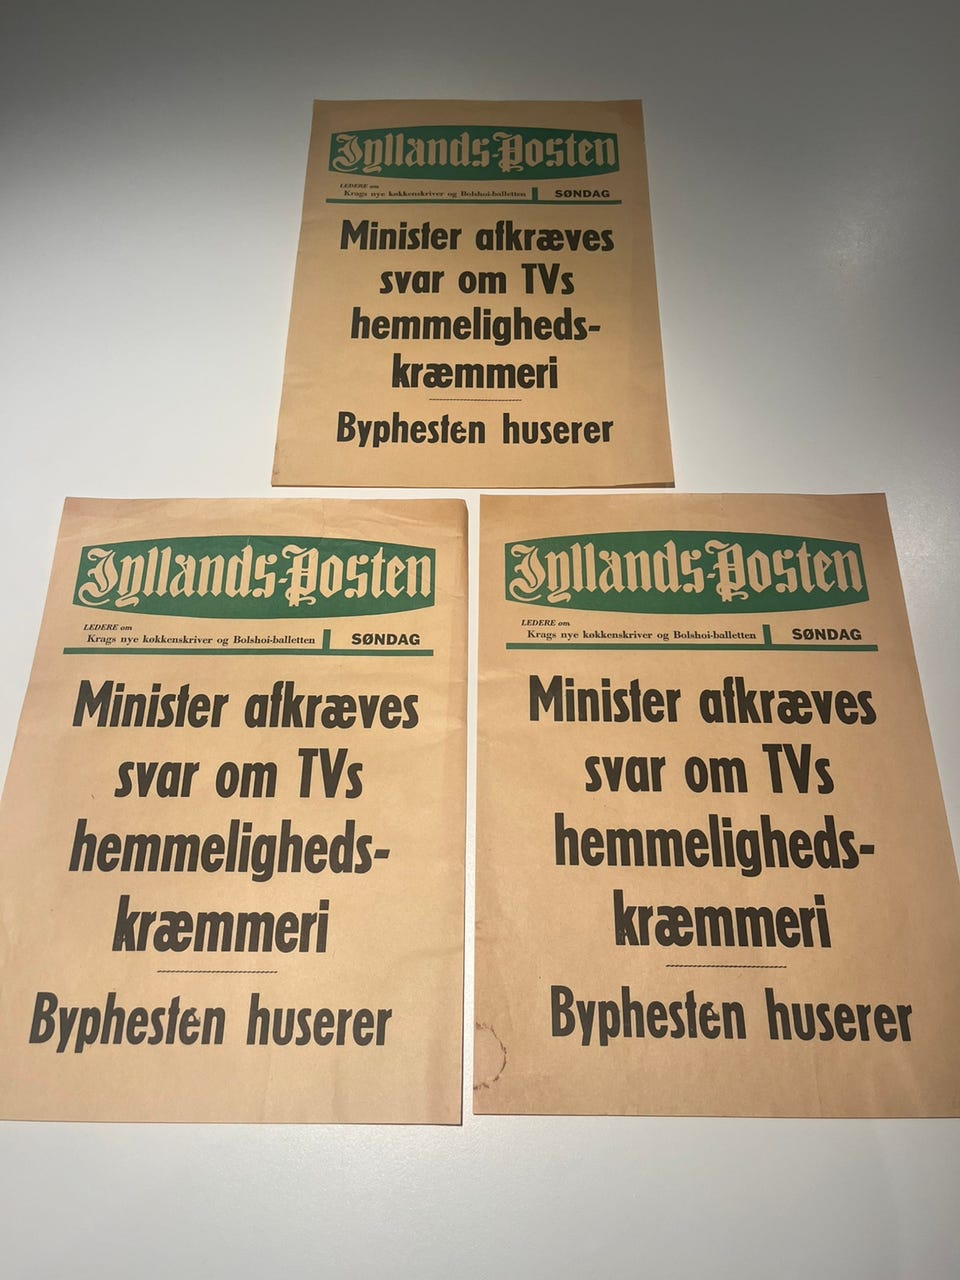 Jyllands-Posten
LEDERE om
Krags nye køkkenskriver og Bolshoi-balletten
SØNDAG
Minister afkræves
svar om TVs
hemmeligheds-
kræmmeri
Byphesten huserer
Jyllands-Posten
LEDERE om
Krags nye køkkenskriver og Bolshoi-balletten
SØNDAG
Minister afkræves
svar om TVs
hemmeligheds-
kræmmeri
Byphesten huserer
Jyllands-Posten
LEDERE om
Krags nye køkkenskriver og Bolshoi-balletten
SØNDAG
Minister afkræves
svar om TVs
hemmeligheds-
kræmmeri
Byphesten huserer